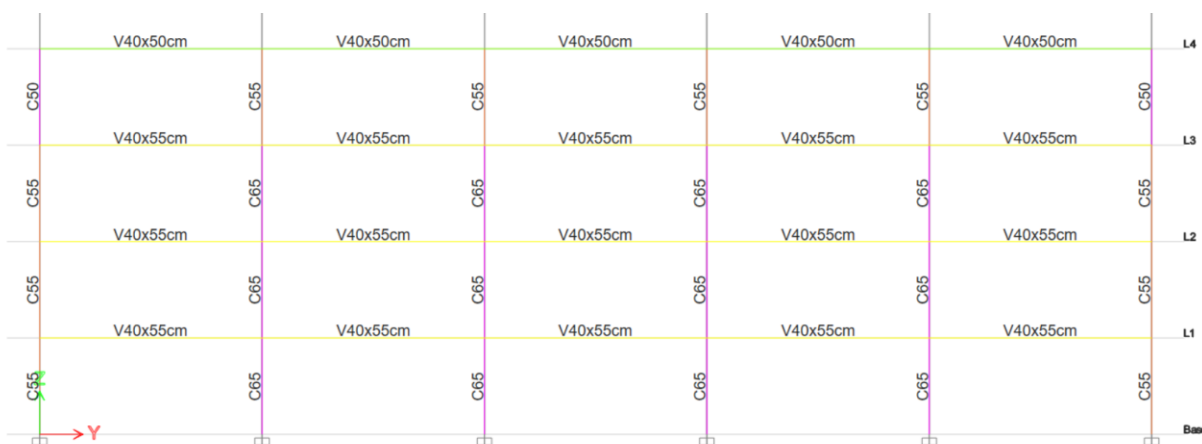 V40x50cm V40x50cm V40x50cm V40x50cm V40x50cm L4
C50 C55 C55 C55 C55 C50
V40x55cm V40x55cm V40x55cm V40x55cm V40x55cm L3
C55 C65 C65 C65 C65 C55
V40x55cm V40x55cm V40x55cm V40x55cm V40x55cm L2
C55 C65 C65 C65 C65 C55
V40x55cm V40x55cm V40x55cm V40x55cm V40x55cm L1
C55 C65 C65 C65 C65 C55
Z
Y